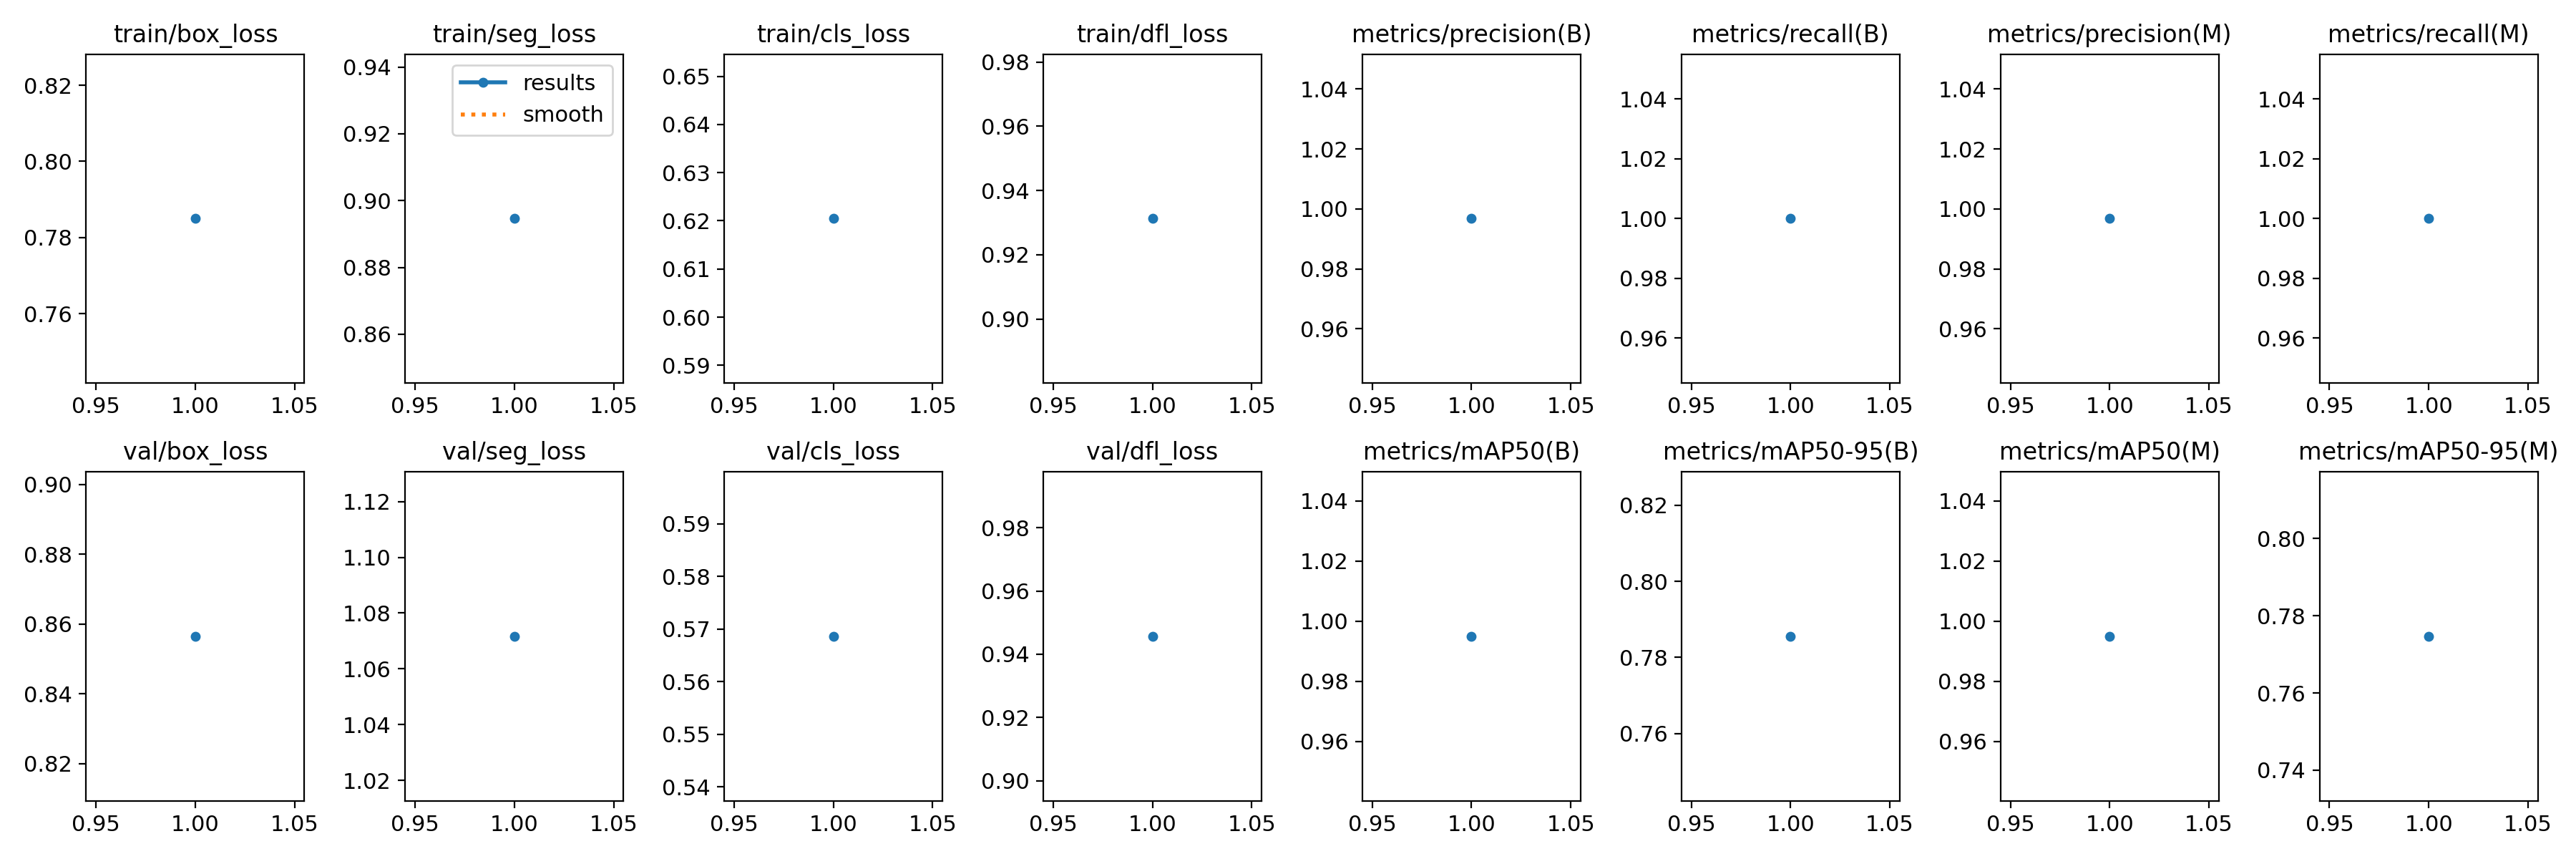 train/box_loss
0.82
0.80
0.78
0.76
0.95 1.00 1.05
train/seg_loss
results
smooth
0.94
0.92
0.90
0.88
0.86
0.95 1.00 1.05
train/cls_loss
0.65
0.64
0.63
0.62
0.61
0.60
0.59
0.95 1.00 1.05
train/dfl_loss
0.98
0.96
0.94
0.92
0.90
0.95 1.00 1.05
metrics/precision(B)
1.04
1.02
1.00
0.98
0.96
0.95 1.00 1.05
metrics/recall(B)
1.04
1.02
1.00
0.98
0.96
0.95 1.00 1.05
metrics/precision(M)
1.04
1.02
1.00
0.98
0.96
0.95 1.00 1.05
metrics/recall(M)
1.04
1.02
1.00
0.98
0.96
0.95 1.00 1.05
val/box_loss
0.90
0.88
0.86
0.84
0.82
0.95 1.00 1.05
val/seg_loss
1.12
1.10
1.08
1.06
1.04
1.02
0.95 1.00 1.05
val/cls_loss
0.59
0.58
0.57
0.56
0.55
0.54
0.95 1.00 1.05
val/dfl_loss
0.98
0.96
0.94
0.92
0.90
0.95 1.00 1.05
metrics/mAP50(B)
1.04
1.02
1.00
0.98
0.96
0.95 1.00 1.05
metrics/mAP50-95(B)
0.82
0.80
0.78
0.76
0.95 1.00 1.05
metrics/mAP50(M)
1.04
1.02
1.00
0.98
0.96
0.95 1.00 1.05
metrics/mAP50-95(M)
0.80
0.78
0.76
0.74
0.95 1.00 1.05